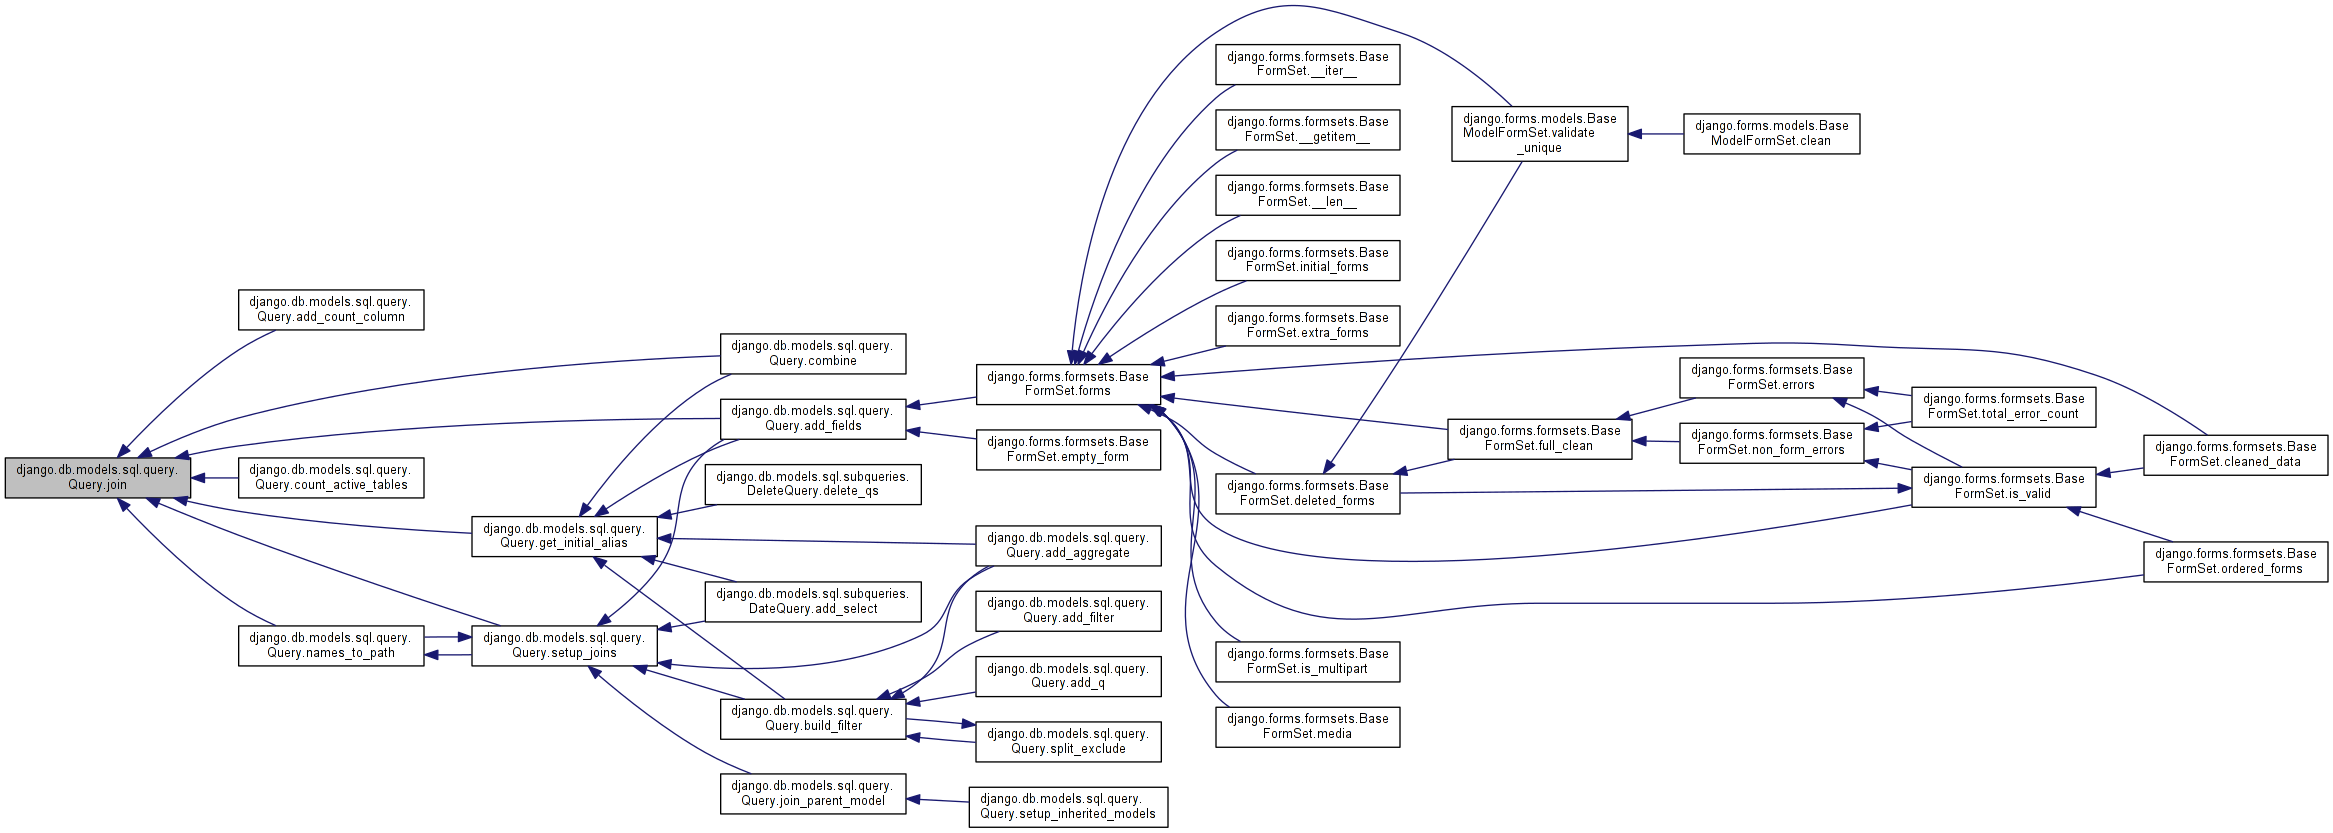 django.db.models.sql.query.
Query.join
django.db.models.sql.query.
Query.add_count_column
django.db.models.sql.query.
Query.count_active_tables
django.db.models.sql.query.
Query.names_to_path
django.db.models.sql.query.
Query.get_initial_alias
django.db.models.sql.query.
Query.setup_joins
django.db.models.sql.query.
Query.combine
django.db.models.sql.query.
Query.add_fields
django.db.models.sql.subqueries.
DeleteQuery.delete_qs
django.db.models.sql.subqueries.
DateQuery.add_select
django.db.models.sql.query.
Query.build_filter
django.db.models.sql.query.
Query.join_parent_model
django.forms.formsets.Base
FormSet.forms
django.forms.formsets.Base
FormSet.empty_form
django.db.models.sql.query.
Query.add_aggregate
django.db.models.sql.query.
Query.add_filter
django.db.models.sql.query.
Query.add_q
django.db.models.sql.query.
Query.split_exclude
django.db.models.sql.query.
Query.setup_inherited_models
django.forms.formsets.Base
FormSet.__iter__
django.forms.formsets.Base
FormSet.__getitem__
django.forms.formsets.Base
FormSet.__len__
django.forms.formsets.Base
FormSet.initial_forms
django.forms.formsets.Base
FormSet.extra_forms
django.forms.formsets.Base
FormSet.deleted_forms
django.forms.formsets.Base
FormSet.is_multipart
django.forms.formsets.Base
FormSet.media
django.forms.models.Base
ModelFormSet.validate
_unique
django.forms.formsets.Base
FormSet.full_clean
django.forms.models.Base
ModelFormSet.clean
django.forms.formsets.Base
FormSet.errors
django.forms.formsets.Base
FormSet.non_form_errors
django.forms.formsets.Base
FormSet.total_error_count
django.forms.formsets.Base
FormSet.is_valid
django.forms.formsets.Base
FormSet.cleaned_data
django.forms.formsets.Base
FormSet.ordered_forms